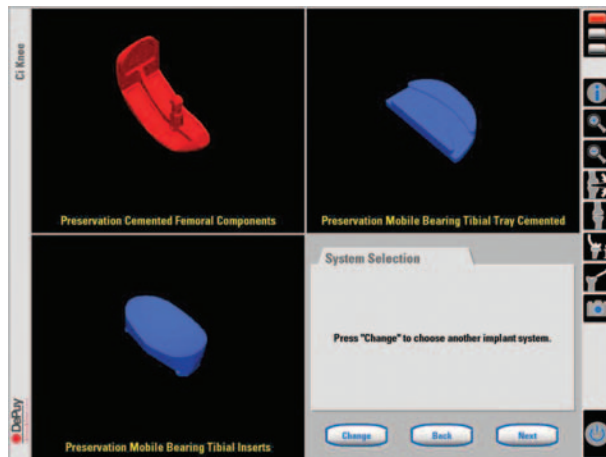 Ci Knee
Preservation Cemented Femoral Components
Preservation Mobile Bearing Tibial Tray Cemented
System Selection
Press "Change" to choose another implant system.
Preservation Mobile Bearing Tibial Inserts
Change
Back
Next
DePuy